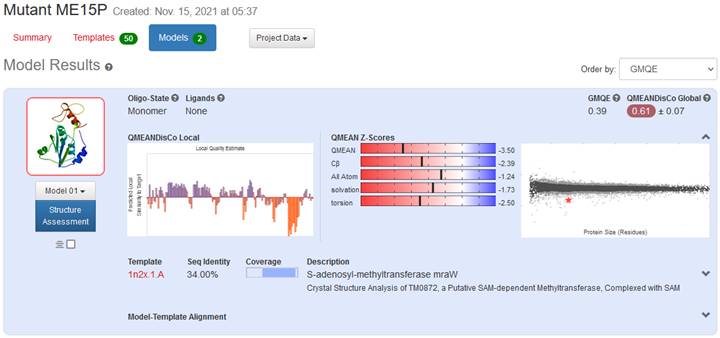 Mutant ME15P Created: Nov. 15, 2021 at 05:37
Summary Templates 50 Models 2 Project Data
Model Results
Order by: GMQE
Oligo-State Ligands GMQE QMEANDisCo Global
Monomer None 0.39 0.61 ± 0.07
QMEANDisCo Local QMEAN Z-Scores
Local Quality Estimate
Predicted Local
Similarity to Target
QMEAN -3.50
Cβ -2.39
All Atom -1.24
solvation -1.73
torsion -2.50
Protein Size (Residues)
Model 01
Structure
Assessment
Template Seq Identity Coverage Description
1n2x.1.A 34.00% S-adenosyl-methyltransferase mraW
Crystal Structure Analysis of TM0872, a Putative SAM-dependent Methyltransferase, Complexed with SAM
Model-Template Alignment